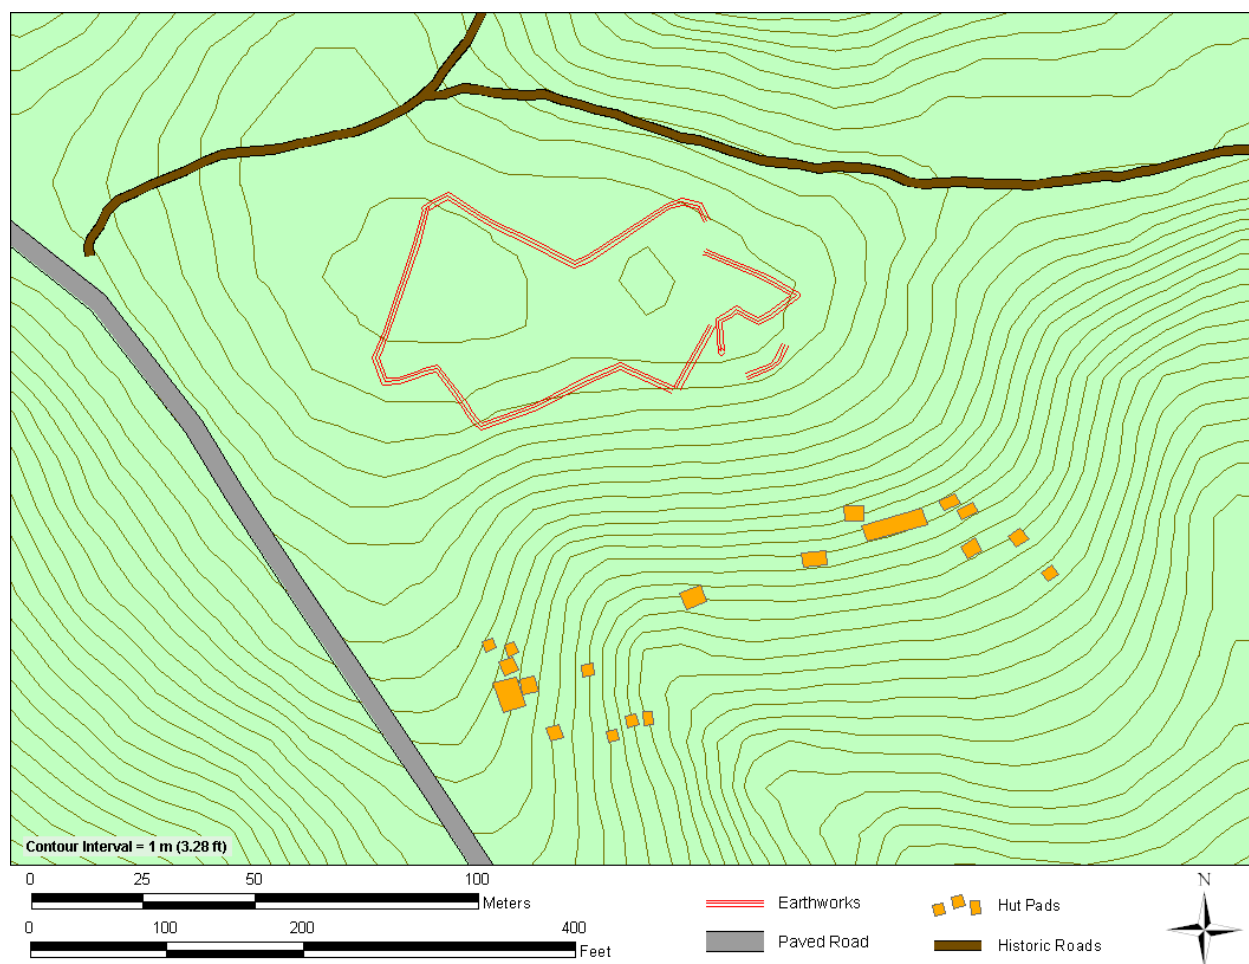 Contour Interval = 1 m (3.28 ft)
0 25 50 100
Meters
0 100 200 400
Feet
Earthworks
Paved Road
Hut Pads
Historic Roads
N